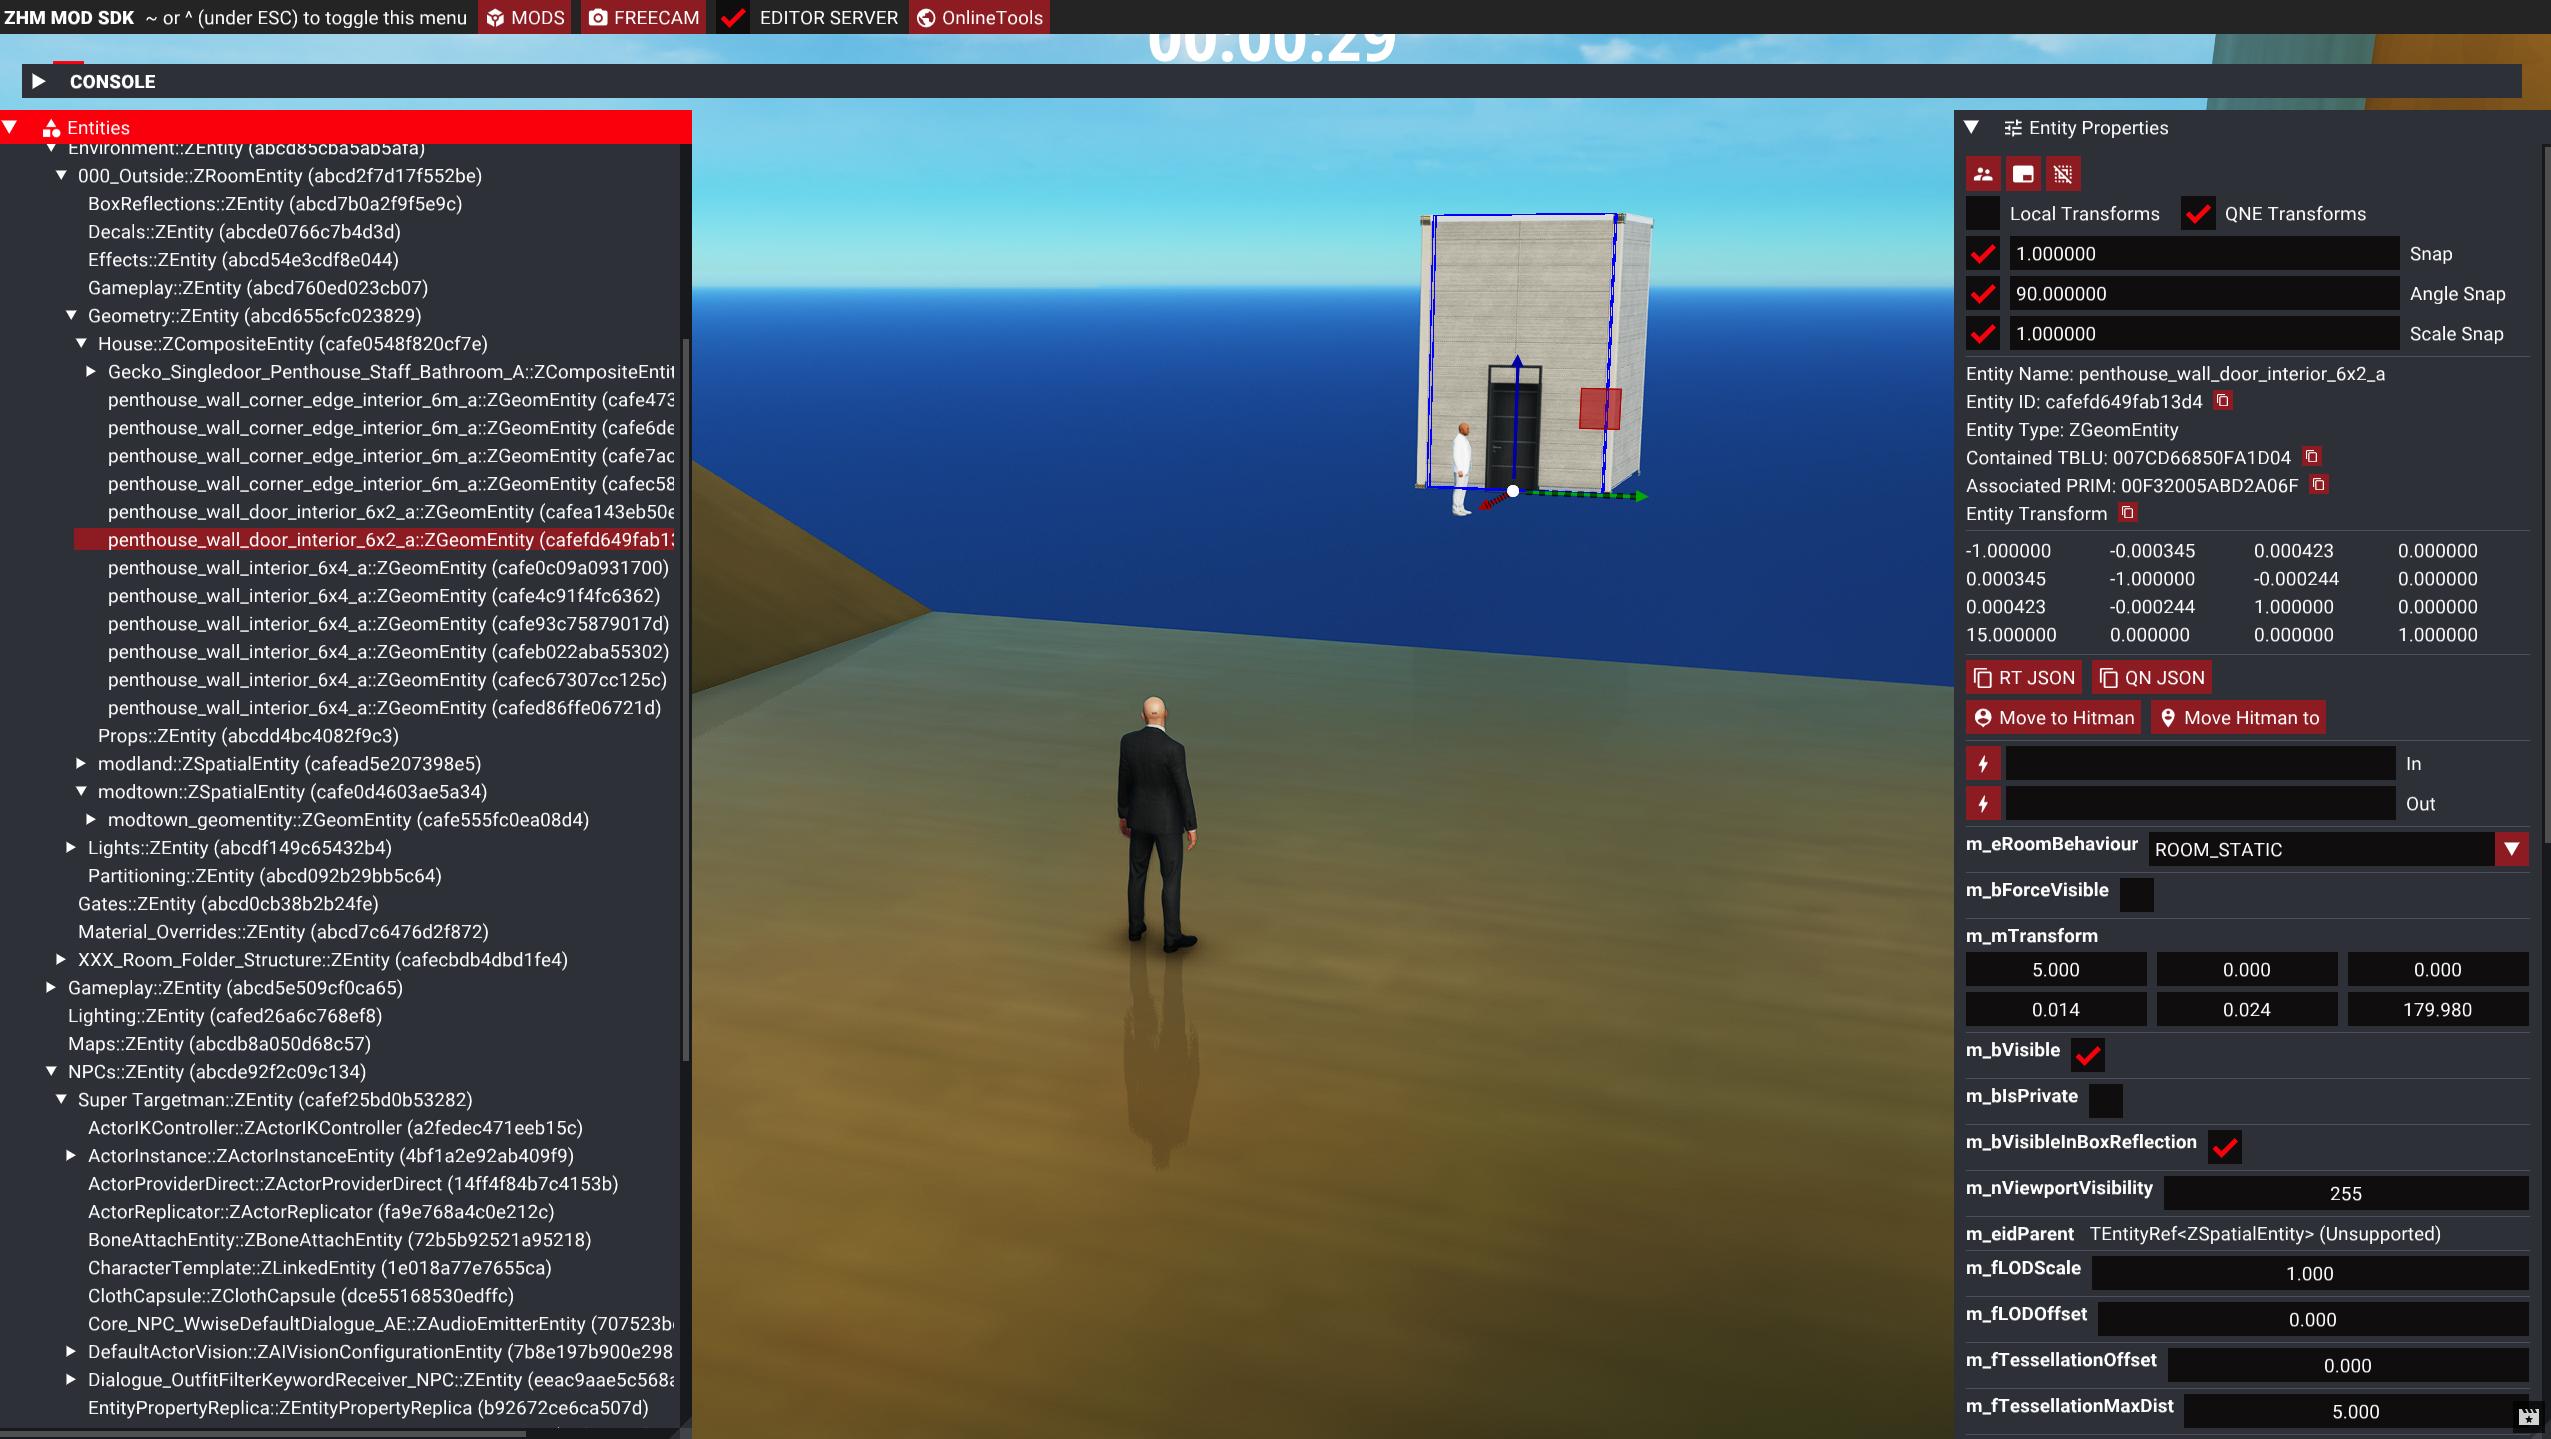 ZHM MOD SDK ~ or ^ (under ESC) to toggle this menu MODS FREECAM EDITOR SERVER OnlineTools
00:00:29
CONSOLE
Entities
Environment::ZEntity (abcd85cba5ab5afa)
000_Outside::ZRoomEntity (abcd2f7d17f552be)
BoxReflections::ZEntity (abcd7b0a2f9f5e9c)
Decals::ZEntity (abcde0766c7b4d3d)
Effects::ZEntity (abcd54e3cdf8e044)
Gameplay::ZEntity (abcd760ed023cb07)
Geometry::ZEntity (abcd655cfc023829)
House::ZCompositeEntity (cafe0548f820cf7e)
Gecko_Singledoor_Penthouse_Staff_Bathroom_A::ZCompositeEntit
penthouse_wall_corner_edge_interior_6m_a::ZGeomEntity (cafe473
penthouse_wall_corner_edge_interior_6m_a::ZGeomEntity (cafe6de
penthouse_wall_corner_edge_interior_6m_a::ZGeomEntity (cafe7ac
penthouse_wall_corner_edge_interior_6m_a::ZGeomEntity (cafec58
penthouse_wall_door_interior_6x2_a::ZGeomEntity (cafea143eb50e
penthouse_wall_door_interior_6x2_a::ZGeomEntity (cafefd649fab13
penthouse_wall_interior_6x4_a::ZGeomEntity (cafe0c09a0931700)
penthouse_wall_interior_6x4_a::ZGeomEntity (cafe4c91f4fc6362)
penthouse_wall_interior_6x4_a::ZGeomEntity (cafe93c75879017d)
penthouse_wall_interior_6x4_a::ZGeomEntity (cafeb022aba55302)
penthouse_wall_interior_6x4_a::ZGeomEntity (cafec67307cc125c)
penthouse_wall_interior_6x4_a::ZGeomEntity (cafed86ffe06721d)
Props::ZEntity (abcdd4bc4082f9c3)
modland::ZSpatialEntity (cafead5e207398e5)
modtown::ZSpatialEntity (cafe0d4603ae5a34)
modtown_geomentity::ZGeomEntity (cafe555fc0ea08d4)
Lights::ZEntity (abcdf149c65432b4)
Partitioning::ZEntity (abcd092b29bb5c64)
Gates::ZEntity (abcd0cb38b2b24fe)
Material_Overrides::ZEntity (abcd7c6476d2f872)
XXX_Room_Folder_Structure::ZEntity (cafecbdb4dbd1fe4)
Gameplay::ZEntity (abcd5e509cf0ca65)
Lighting::ZEntity (cafed26a6c768ef8)
Maps::ZEntity (abcdb8a050d68c57)
NPCs::ZEntity (abcde92f2c09c134)
Super Targetman::ZEntity (cafef25bd0b53282)
ActorIKController::ZActorIKController (a2fedec471eeb15c)
ActorInstance::ZActorInstanceEntity (4bf1a2e92ab409f9)
ActorProviderDirect::ZActorProviderDirect (14ff4f84b7c4153b)
ActorReplicator::ZActorReplicator (fa9e768a4c0e212c)
BoneAttachEntity::ZBoneAttachEntity (72b5b92521a95218)
CharacterTemplate::ZLinkedEntity (1e018a77e7655ca)
ClothCapsule::ZClothCapsule (dce55168530edffc)
Core_NPC_WwiseDefaultDialogue_AE::ZAudioEmitterEntity (707523b
DefaultActorVision::ZAIVisionConfigurationEntity (7b8e197b900e298
Dialogue_OutfitFilterKeywordReceiver_NPC::ZEntity (eeac9aae5c568
EntityPropertyReplica::ZEntityPropertyReplica (b92672ce6ca507d)
Entity Properties
Local Transforms QNE Transforms
1.000000 Snap
90.000000 Angle Snap
1.000000 Scale Snap
Entity Name: penthouse_wall_door_interior_6x2_a
Entity ID: cafefd649fab13d4
Entity Type: ZGeomEntity
Contained TBLU: 007CD66850FA1D04
Associated PRIM: 00F32005ABD2A06F
Entity Transform
-1.000000 -0.000345 0.000423 0.000000
0.000345 -1.000000 -0.000244 0.000000
0.000423 -0.000244 1.000000 0.000000
15.000000 0.000000 0.000000 1.000000
RT JSON QN JSON
Move to Hitman Move Hitman to
In
Out
m_eRoomBehaviour ROOM_STATIC
m_bForceVisible
m_mTransform
5.000 0.000 0.000
0.014 0.024 179.980
m_bVisible
m_bIsPrivate
m_bVisibleInBoxReflection
m_nViewportVisibility 255
m_eidParent TEntityRef<ZSpatialEntity> (Unsupported)
m_fLODScale 1.000
m_fLODOffset 0.000
m_fTessellationOffset 0.000
m_fTessellationMaxDist 5.000